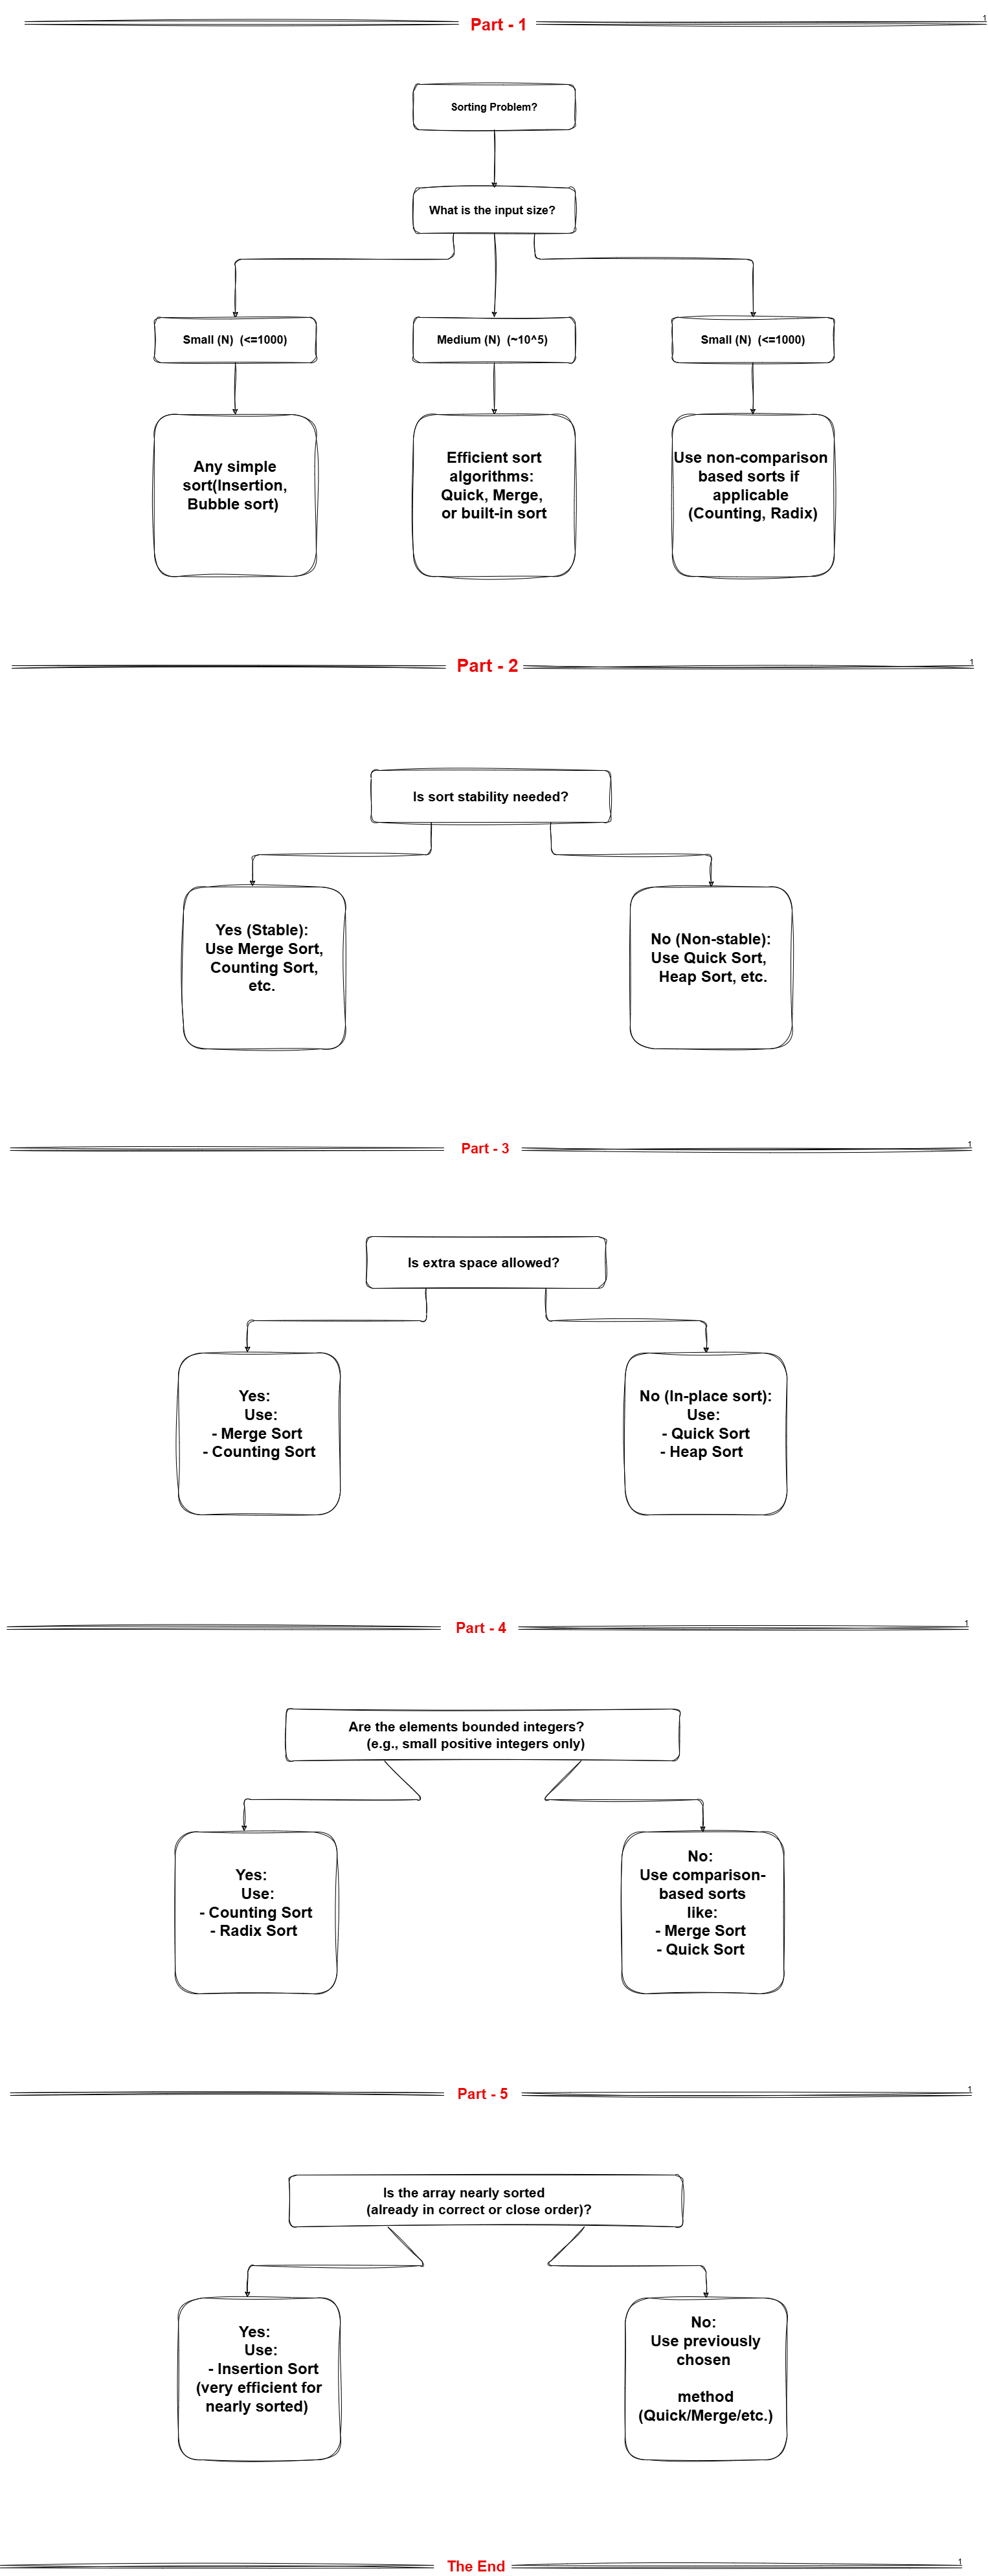 Part - 1
1
Sorting Problem?
What is the input size?
Small (N)  (<=1000)
Medium (N)  (~10^5)
Small (N)  (<=1000)
Any simple
sort(Insertion,
Bubble sort)
Efficient sort
algorithms:
Quick, Merge,
or built-in sort
Use non-comparison
based sorts if
applicable
(Counting, Radix)
Part - 2
1
Is sort stability needed?
Yes (Stable):
Use Merge Sort,
Counting Sort,
etc.
No (Non-stable):
Use Quick Sort,
Heap Sort, etc.
Part - 3
1
Is extra space allowed?
Yes:
Use:
- Merge Sort
- Counting Sort
No (In-place sort):
Use:
- Quick Sort
- Heap Sort
Part - 4
1
Are the elements bounded integers?
(e.g., small positive integers only)
Yes:
Use:
- Counting Sort
- Radix Sort
No:
Use comparison-
based sorts
like:
- Merge Sort
- Quick Sort
Part - 5
1
Is the array nearly sorted
(already in correct or close order)?
Yes:
Use:
- Insertion Sort
(very efficient for
nearly sorted)
No:
Use previously
chosen
method
(Quick/Merge/etc.)
The End
1